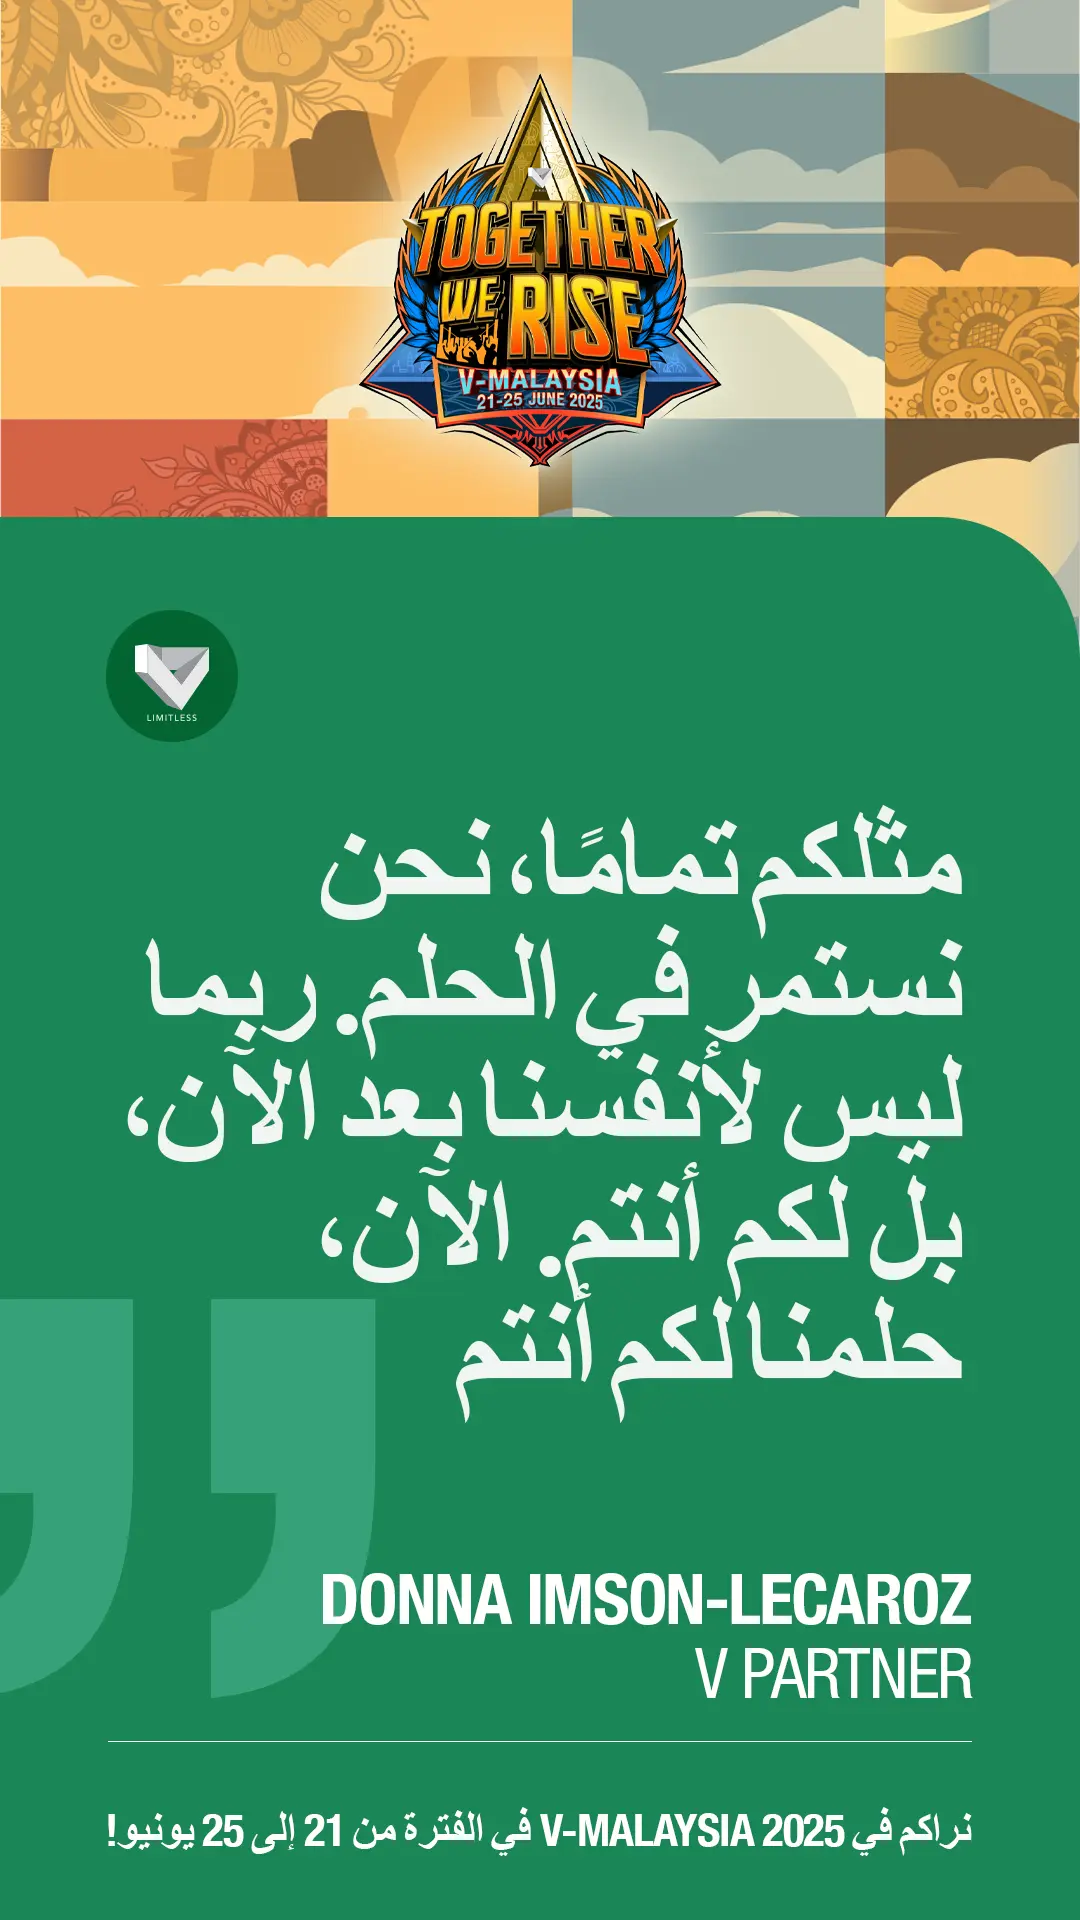 TOGETHER
WE RISE
V-MALAYSIA
21-25 JUNE 2025
LIMITLESS
مثلكم تمامًا، نحن
نستمر في الحلم. ربما
ليس لأنفسنا بعد الآن،
بل لكم أنتم. الآن،
حلمنا لكم أنتم
DONNA IMSON-LECAROZ
V PARTNER
نراكم في V-MALAYSIA 2025 في الفترة من 21 إلى 25 يونيو!